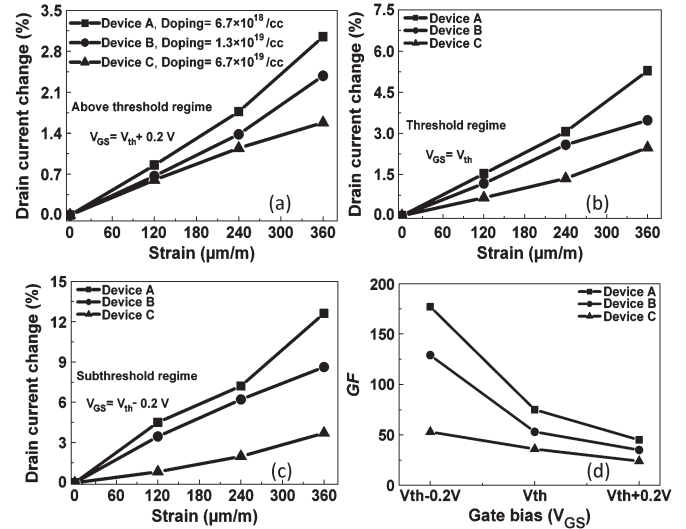 3.5
2.8
2.1
1.4
0.7
0.0
Drain current change (%)
Device A, Doping= 6.7×10^18 /cc
Device B, Doping= 1.3×10^19/cc
Device C, Doping= 6.7×10^19/cc
Above threshold regime
V_GS= V_th+ 0.2 V
(a)
0 60 120 180 240 300 360
Strain (µm/m)
7.5
6.0
4.5
3.0
1.5
0.0
Drain current change (%)
Device A
Device B
Device C
Threshold regime
V_GS= V_th
(b)
0 60 120 180 240 300 360
Strain (µm/m)
15
12
9
6
3
0
Drain current change (%)
Device A
Device B
Device C
Subthreshold regime
V_GS= V_th- 0.2 V
(c)
0 60 120 180 240 300 360
Strain (µm/m)
200
150
100
50
0
GF
Device A
Device B
Device C
(d)
Vth-0.2V Vth Vth+0.2V
Gate bias (V_GS)